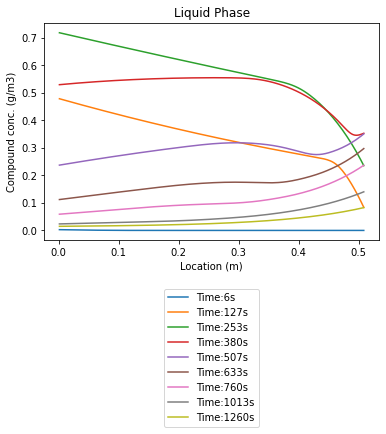 Liquid Phase
Compound conc. (g/m3)
0.7
0.6
0.5
0.4
0.3
0.2
0.1
0.0
0.0 0.1 0.2 0.3 0.4 0.5
Location (m)
Time:6s
Time:127s
Time:253s
Time:380s
Time:507s
Time:633s
Time:760s
Time:1013s
Time:1260s